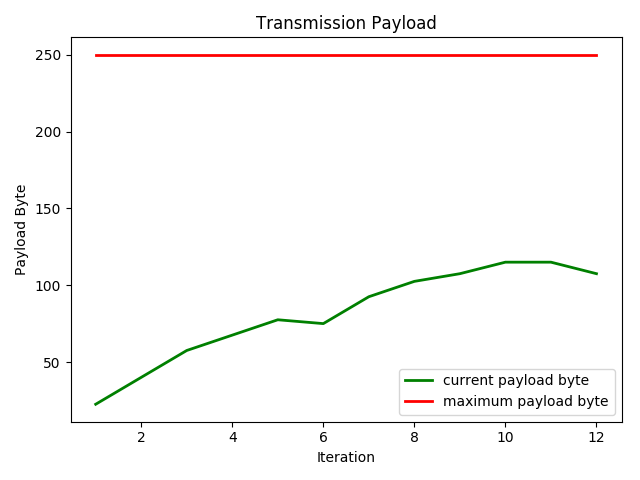 Transmission Payload
250
200
150
100
50
Payload Byte
current payload byte
maximum payload byte
2 4 6 8 10 12
Iteration